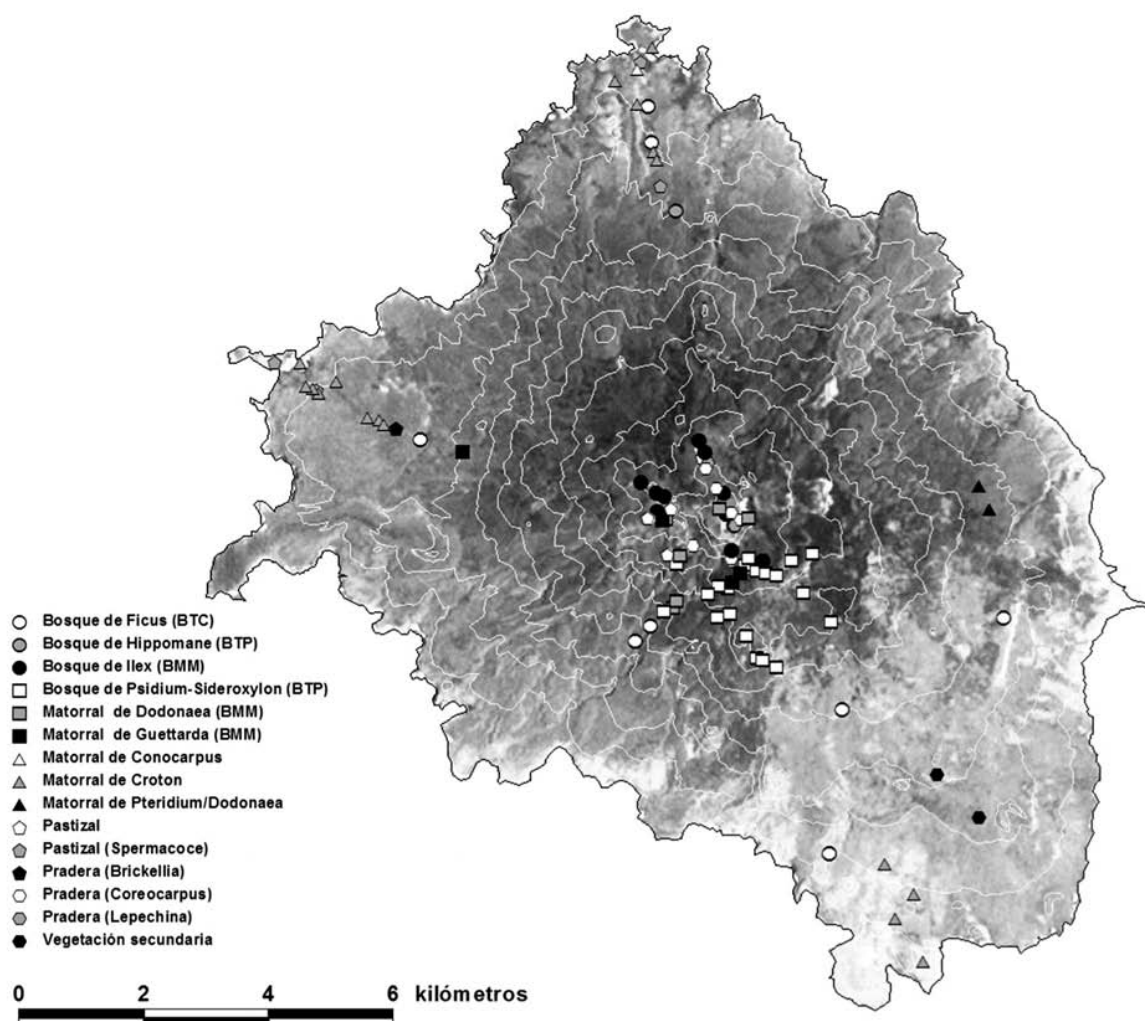 Bosque de Ficus (BTC)
Bosque de Hippomane (BTP)
Bosque de Ilex (BMM)
Bosque de Psidium-Sideroxylon (BTP)
Matorral de Dodonaea (BMM)
Matorral de Guettarda (BMM)
Matorral de Conocarpus
Matorral de Croton
Matorral de Pteridium/Dodonaea
Pastizal
Pastizal (Spermacoce)
Pradera (Brickellia)
Pradera (Coreocarpus)
Pradera (Lepechina)
Vegetación secundaria
0 2 4 6 kilómetros